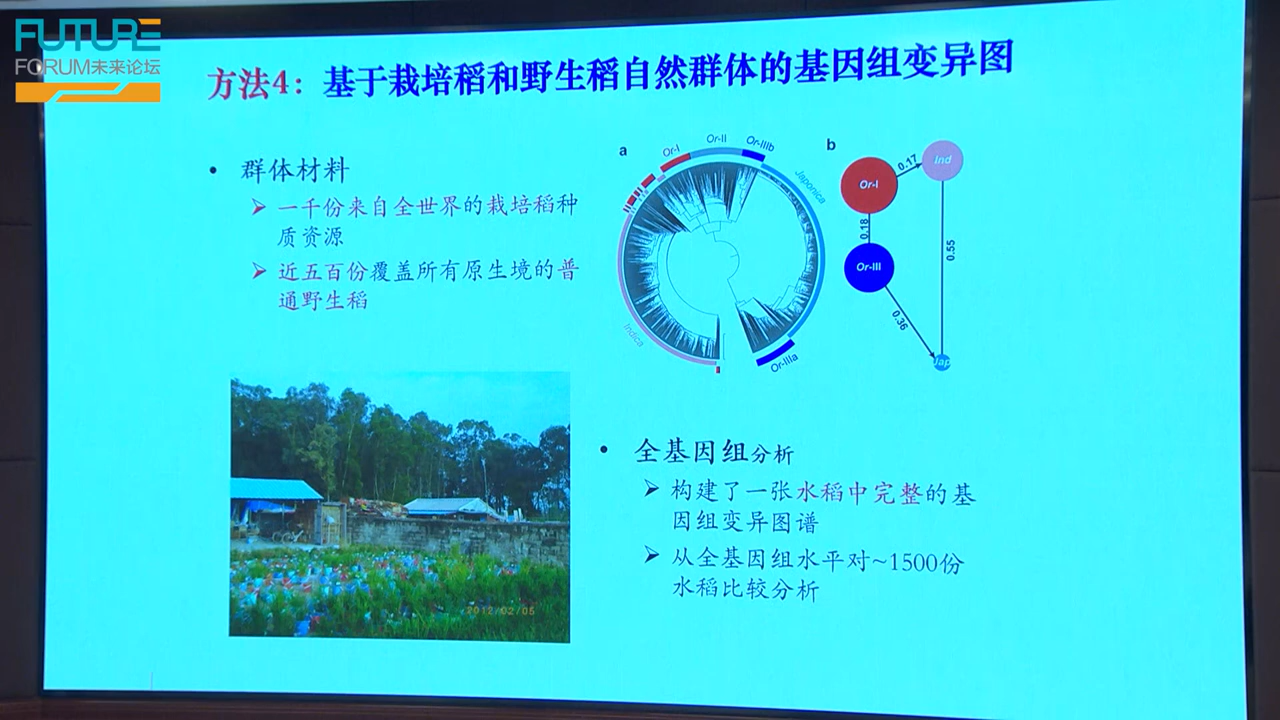 FUTURE
FORUM未来论坛
方法4：基于栽培稻和野生稻自然群体的基因组变异图
• 群体材料
➢ 一千份来自全世界的栽培稻种
质资源
➢ 近五百份覆盖所有原生境的普
通野生稻
a
Or-I
Or-II
Or-IIIb
Japonica
Indica
Or-IIIa
b
Or-I
0.17
Ind
0.18
Or-III
0.55
0.36
Jap
2012/02/05
• 全基因组分析
➢ 构建了一张水稻中完整的基
因组变异图谱
➢ 从全基因组水平对~1500份
水稻比较分析